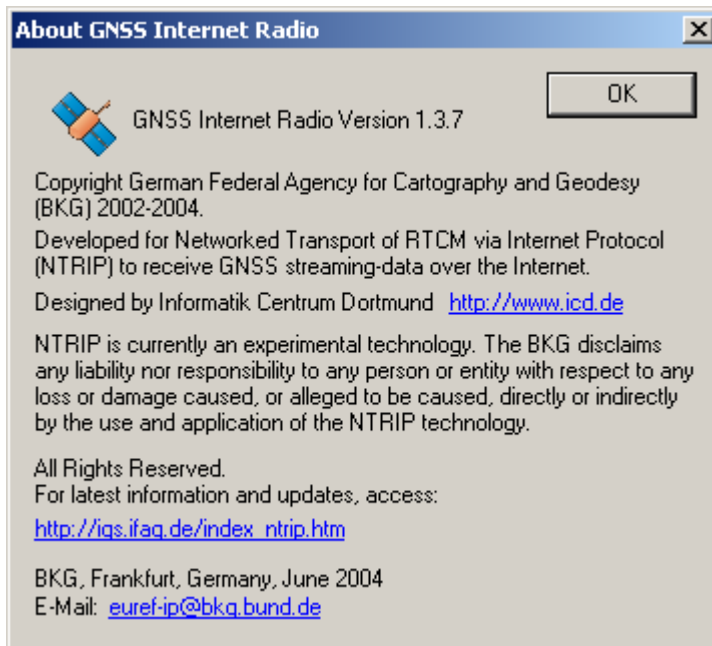 About GNSS Internet Radio
OK
GNSS Internet Radio Version 1.3.7
Copyright German Federal Agency for Cartography and Geodesy
(BKG) 2002-2004.
Developed for Networked Transport of RTCM via Internet Protocol
(NTRIP) to receive GNSS streaming-data over the Internet.
Designed by Informatik Centrum Dortmund http://www.icd.de
NTRIP is currently an experimental technology. The BKG disclaims
any liability nor responsibility to any person or entity with respect to any
loss or damage caused, or alleged to be caused, directly or indirectly
by the use and application of the NTRIP technology.
All Rights Reserved.
For latest information and updates, access:
http://igs.ifag.de/index_ntrip.htm
BKG, Frankfurt, Germany, June 2004
E-Mail: euref-ip@bkg.bund.de